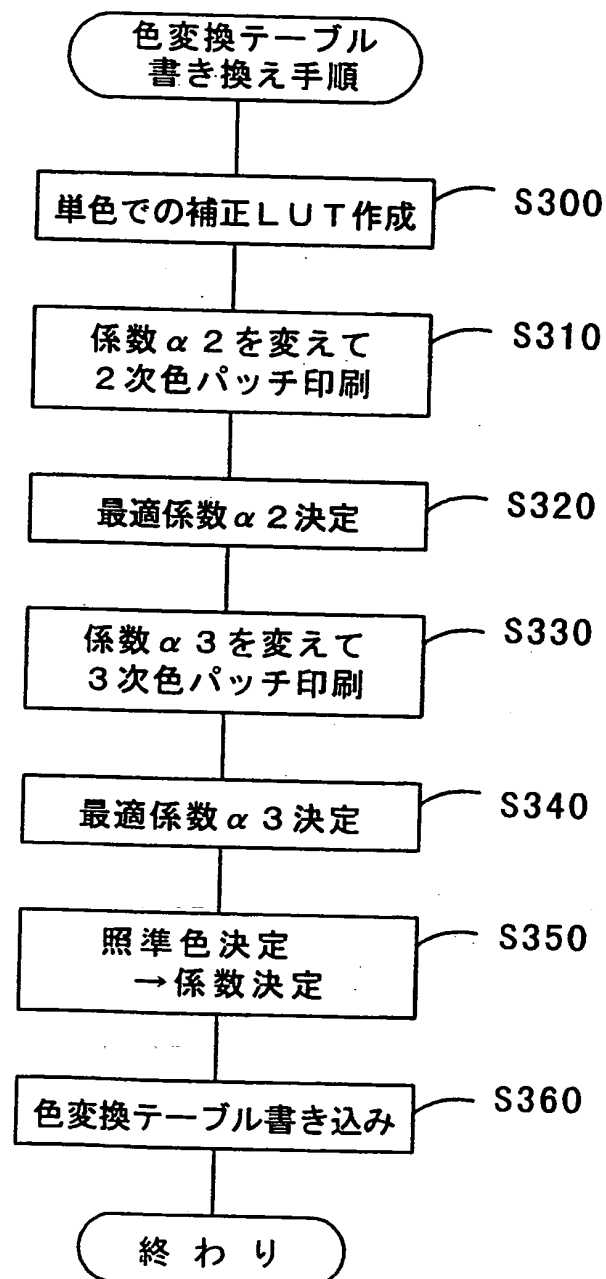 色変換テーブル
書き換え手順
単色での補正ＬＵＴ作成
S300
係数α２を変えて
２次色パッチ印刷
S310
最適係数α２決定
S320
係数α３を変えて
３次色パッチ印刷
S330
最適係数α３決定
S340
照準色決定
→係数決定
S350
色変換テーブル書き込み
S360
終わり